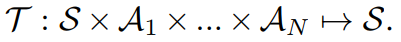 𝒯 : 𝒮 × 𝒜₁ × ... × 𝒜_N ↦ 𝒮.